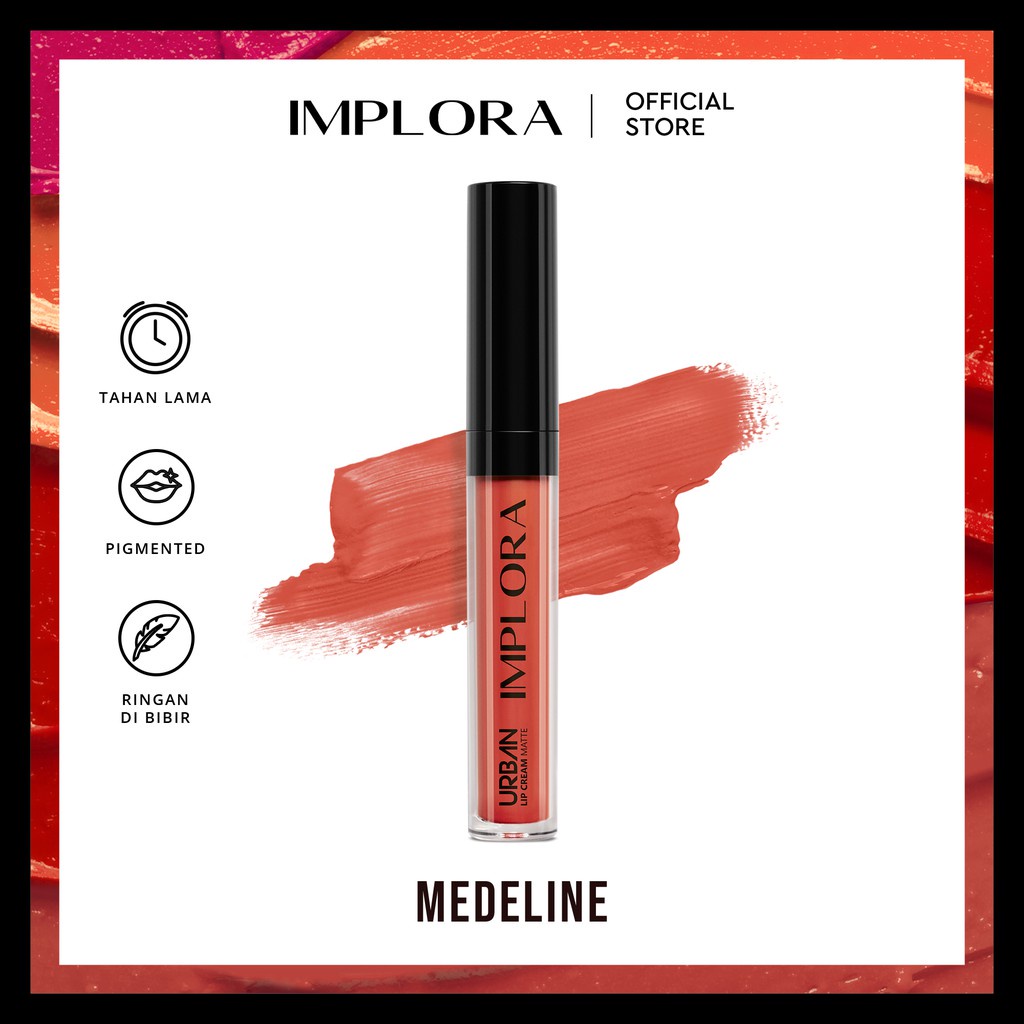 IMPLORA
OFFICIAL
STORE
TAHAN LAMA
PIGMENTED
RINGAN
DI BIBIR
IMPLORA
URBAN
LIP CREAM MATTE
MEDELINE